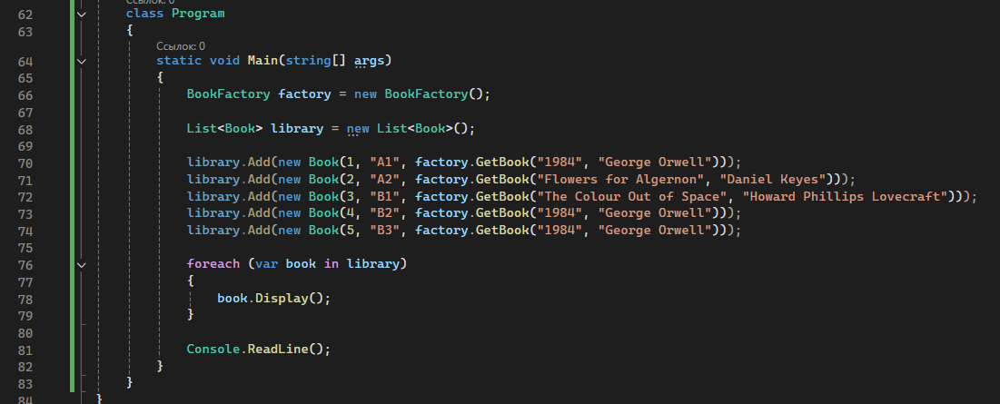 Ссылок: 0
62 class Program
63 {
Ссылок: 0
64 static void Main(string[] args)
65 {
66 BookFactory factory = new BookFactory();
67
68 List<Book> library = new List<Book>();
69
70 library.Add(new Book(1, "A1", factory.GetBook("1984", "George Orwell")));
71 library.Add(new Book(2, "A2", factory.GetBook("Flowers for Algernon", "Daniel Keyes")));
72 library.Add(new Book(3, "B1", factory.GetBook("The Colour Out of Space", "Howard Phillips Lovecraft")));
73 library.Add(new Book(4, "B2", factory.GetBook("1984", "George Orwell")));
74 library.Add(new Book(5, "B3", factory.GetBook("1984", "George Orwell")));
75
76 foreach (var book in library)
77 {
78 book.Display();
79 }
80
81 Console.ReadLine();
82 }
83 }
84 }